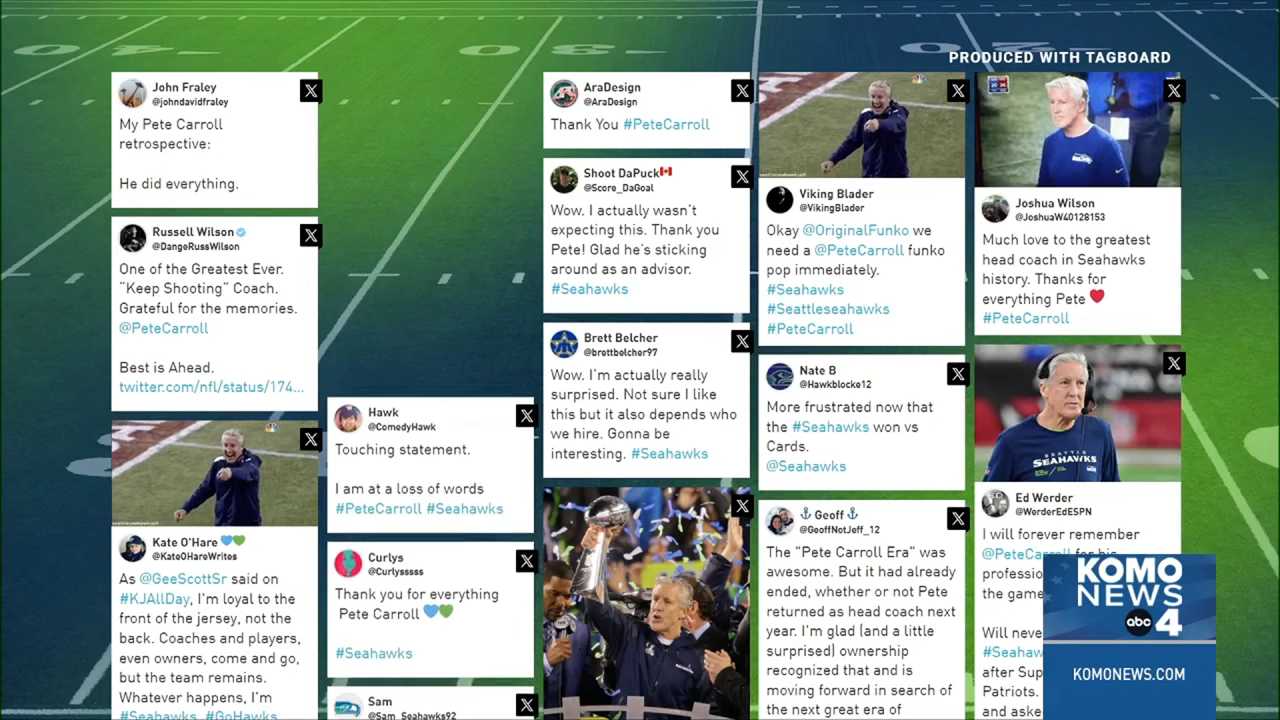 PRODUCED WITH TAGBOARD
John Fraley
@johndavidfraley
My Pete Carroll
retrospective:
He did everything.
Russell Wilson
@DangeRussWilson
One of the Greatest Ever.
“Keep Shooting” Coach.
Grateful for the memories.
@PeteCarroll
Best is Ahead.
twitter.com/nfl/status/174...
Kate O'Hare
@KateOHareWrites
As @GeeScottSr said on
#KJAllDay, I'm loyal to the
front of the jersey, not the
back. Coaches and players,
even owners, come and go,
but the team remains.
Whatever happens, I'm
#Seahawks #GoHawks
Hawk
@ComedyHawk
Touching statement.
I am at a loss of words
#PeteCarroll #Seahawks
Curlys
@Curlysssss
Thank you for everything
Pete Carroll
#Seahawks
Sam
@Sam_Seahawks92
AraDesign
@AraDesign
Thank You #PeteCarroll
Shoot DaPuck
@Score_DaGoal
Wow. I actually wasn't
expecting this. Thank you
Pete! Glad he's sticking
around as an advisor.
#Seahawks
Brett Belcher
@brettbelcher97
Wow. I'm actually really
surprised. Not sure I like
this but it also depends who
we hire. Gonna be
interesting. #Seahawks
Viking Blader
@VikingBlader
Okay @OriginalFunko we
need a @PeteCarroll funko
pop immediately.
#Seahawks
#Seattleseahawks
#PeteCarroll
Nate B
@Hawkblocke12
More frustrated now that
the #Seahawks won vs
Cards.
@Seahawks
Geoff
@GeoffNotJeff_12
The "Pete Carroll Era" was
awesome. But it had already
ended, whether or not Pete
returned as head coach next
year. I'm glad (and a little
surprised) ownership
recognized that and is
moving forward in search of
the next great era of
Joshua Wilson
@JoshuaW40128153
Much love to the greatest
head coach in Seahawks
history. Thanks for
everything Pete
#PeteCarroll
SEATTLE
SEAHAWKS
Ed Werder
@WerderEdESPN
I will forever remember
@PeteCarroll for his
professio
the game
Will neve
#Seahaw
after Sup
Patriots.
and aske
KOMO
NEWS
abc 4
KOMONEWS.COM